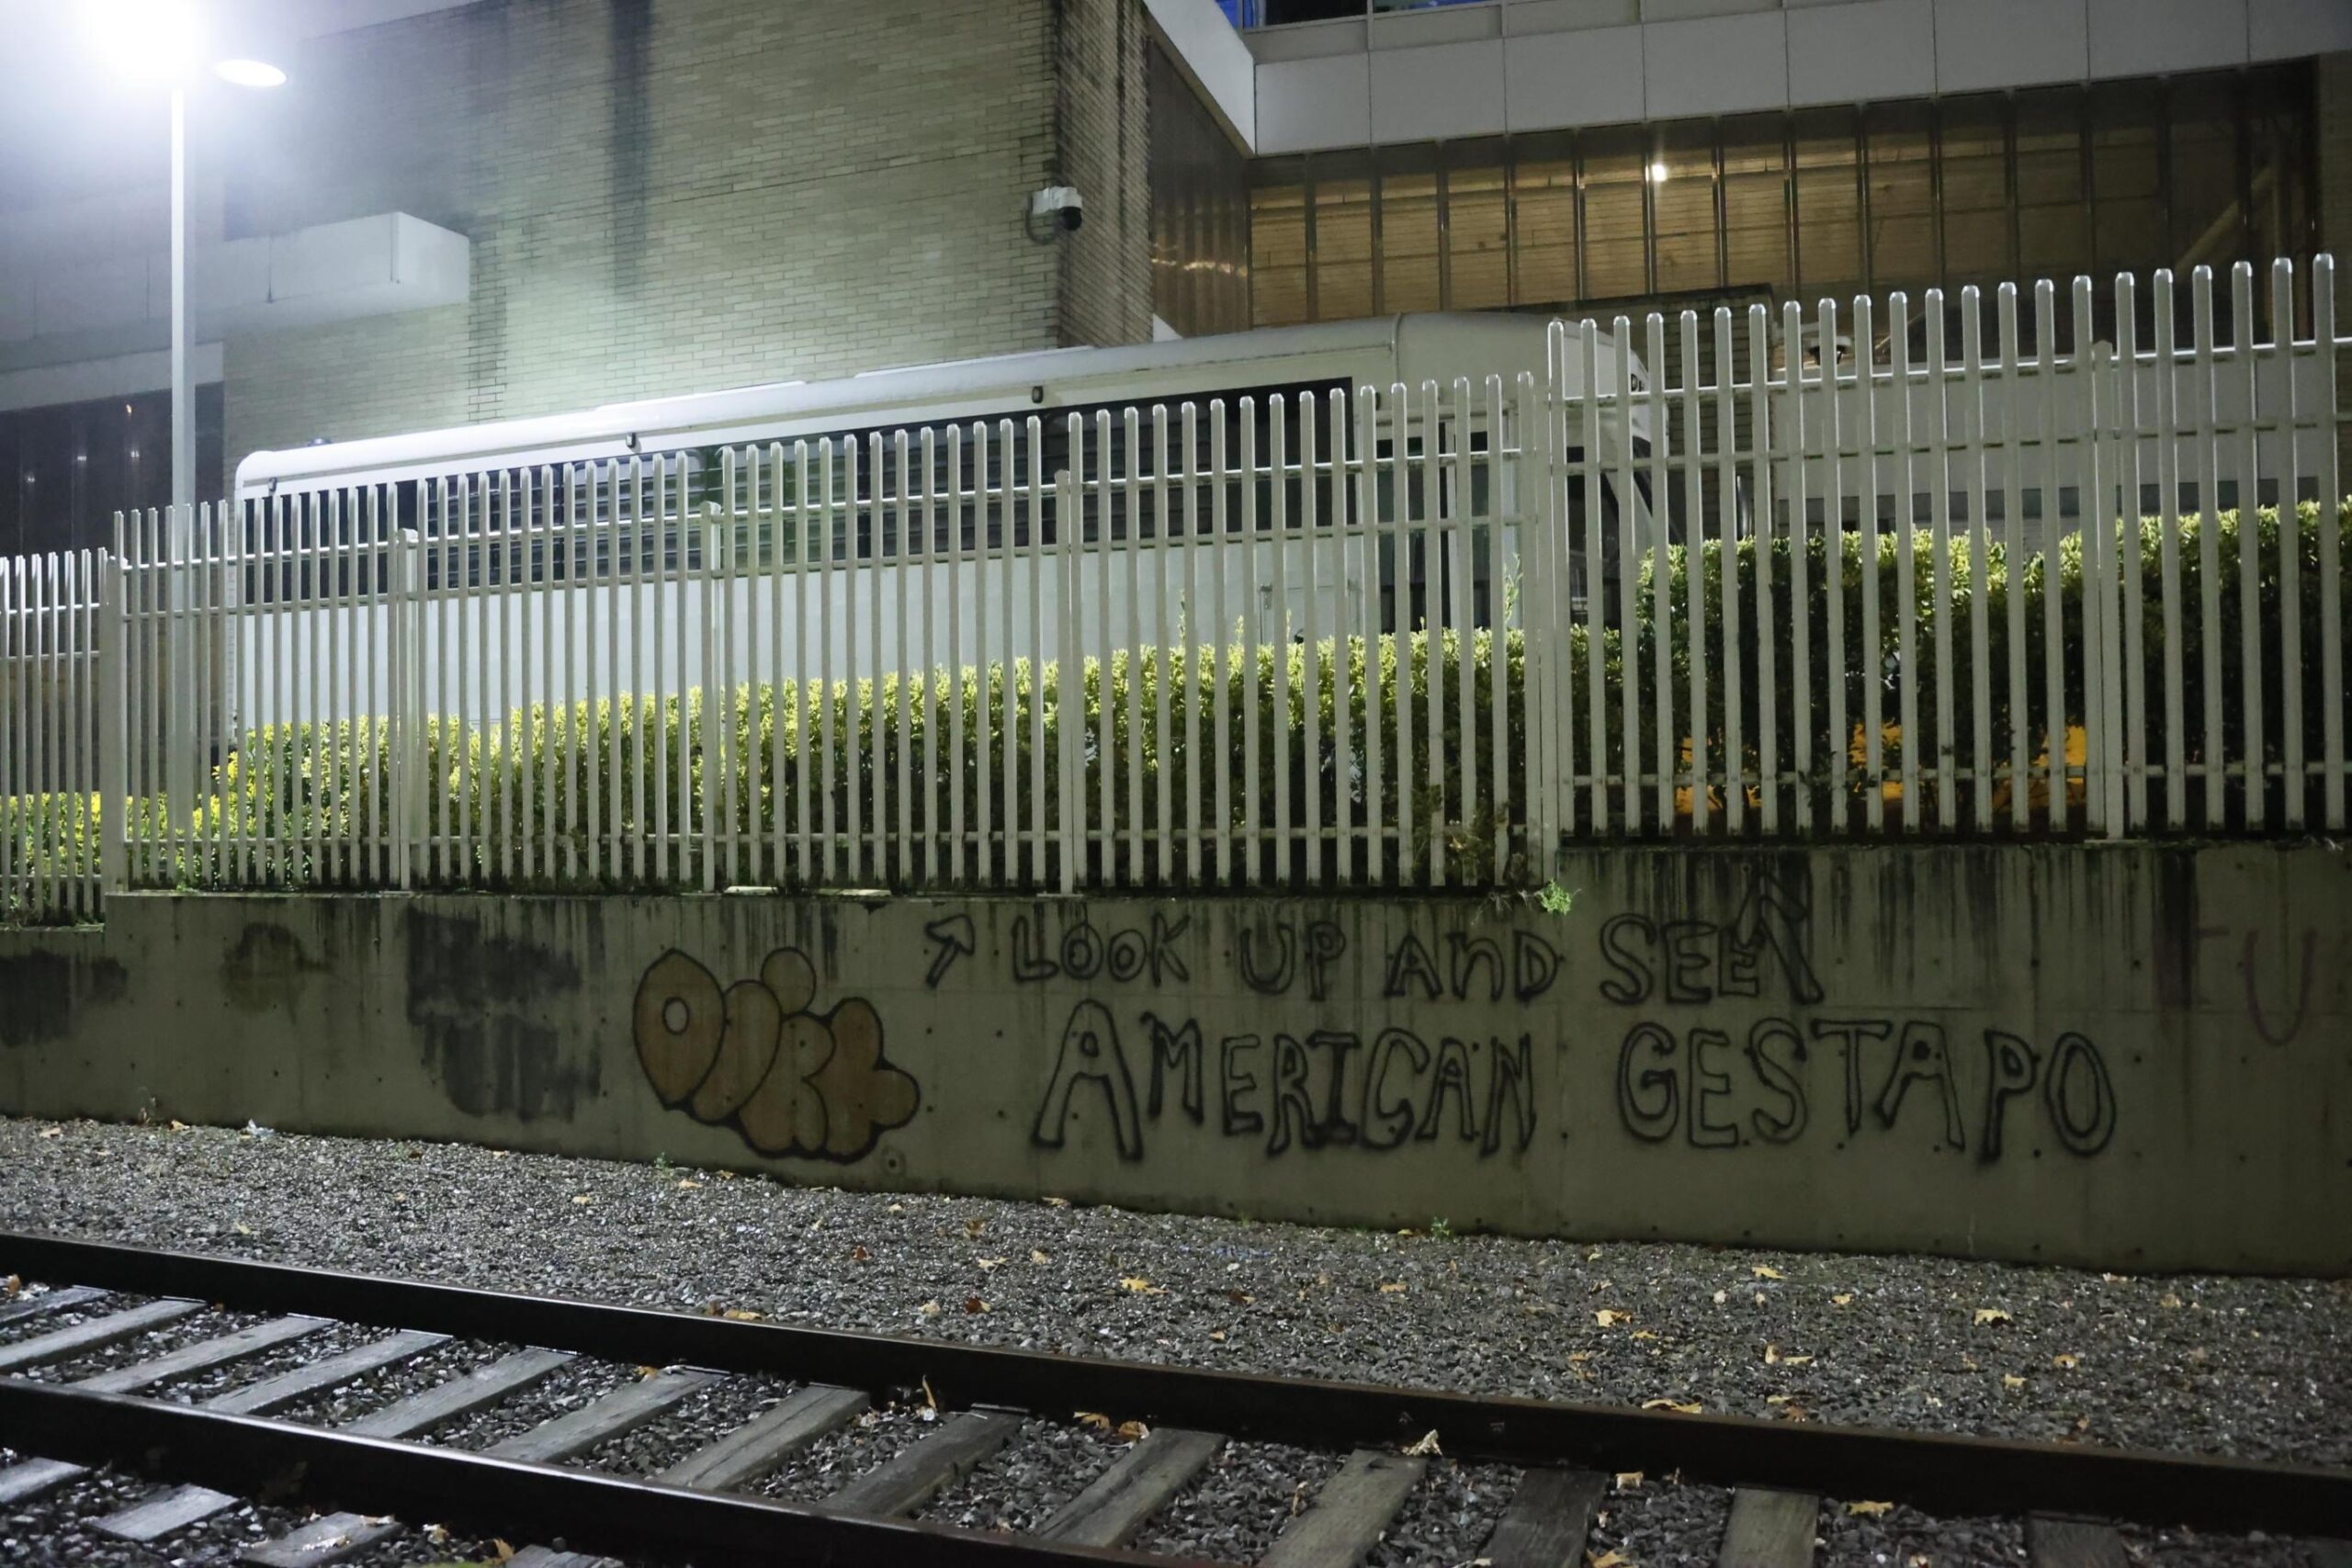 LOOK UP AND SEE
AMERICAN GESTAPO